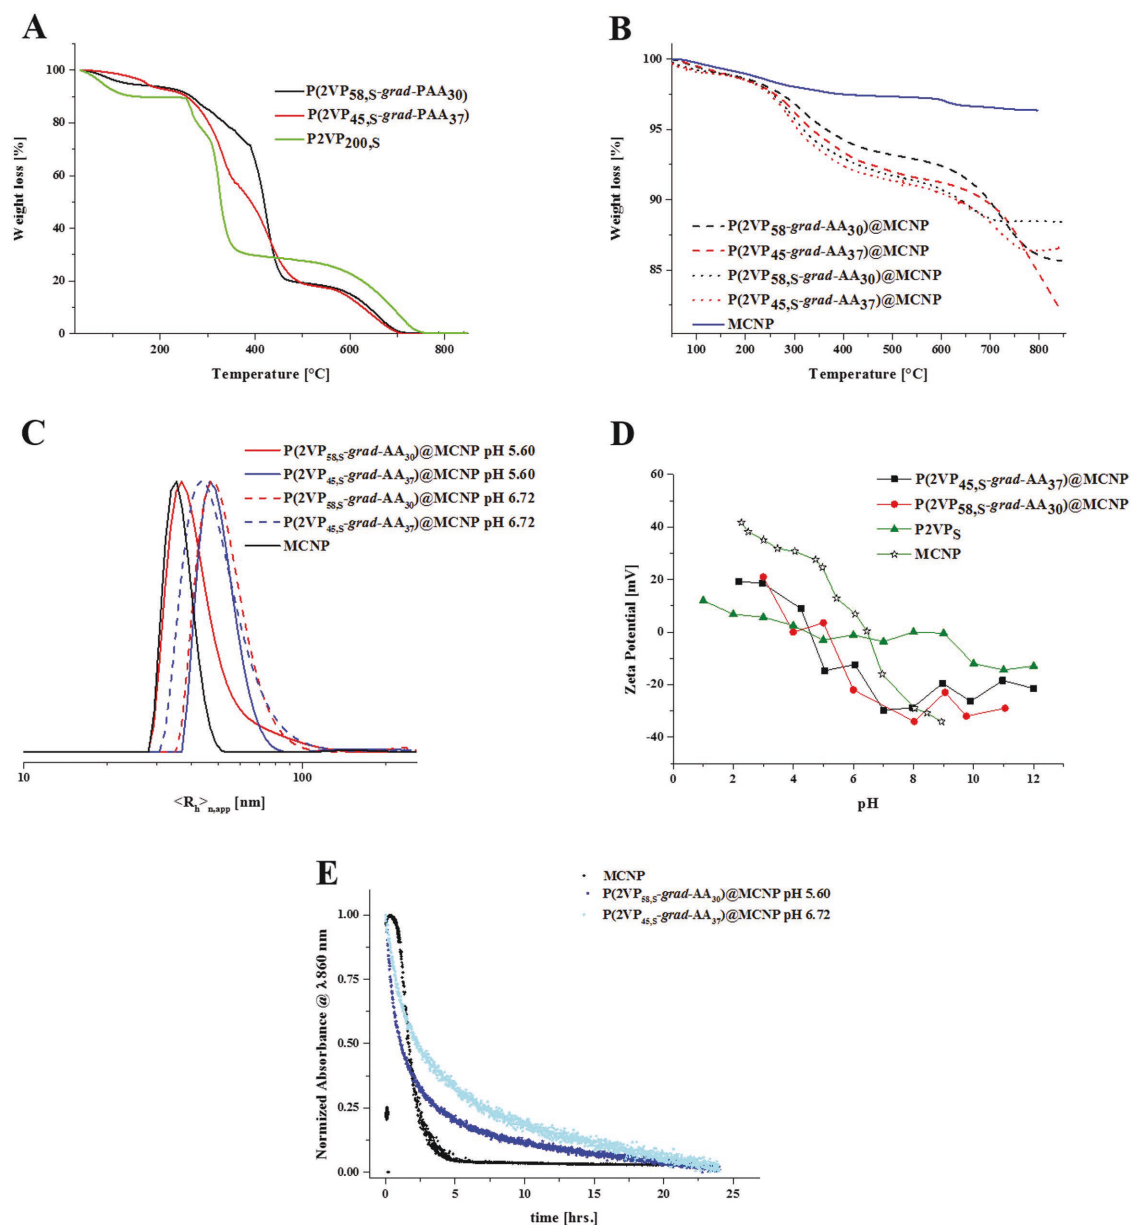 A
100
80
60
40
20
0
Weight loss [%]
200
400
600
800
Temperature [°C]
P(2VP58,S-grad-PAA30)
P(2VP45,S-grad-PAA37)
P2VP200,S
B
100
95
90
85
Weight loss [%]
100
200
300
400
500
600
700
800
Temperature [°C]
P(2VP58-grad-AA30)@MCNP
P(2VP45-grad-AA37)@MCNP
P(2VP58,S-grad-AA30)@MCNP
P(2VP45,S-grad-AA37)@MCNP
MCNP
C
P(2VP58,S-grad-AA30)@MCNP pH 5.60
P(2VP45,S-grad-AA37)@MCNP pH 5.60
P(2VP58,S-grad-AA30)@MCNP pH 6.72
P(2VP45,S-grad-AA37)@MCNP pH 6.72
MCNP
10
100
<Rh>n,app [nm]
D
60
40
20
0
-20
-40
Zeta Potential [mV]
0
2
4
6
8
10
12
pH
P(2VP45,S-grad-AA37)@MCNP
P(2VP58,S-grad-AA30)@MCNP
P2VPS
MCNP
E
MCNP
P(2VP58,S-grad-AA30)@MCNP pH 5.60
P(2VP45,S-grad-AA37)@MCNP pH 6.72
1.00
0.75
0.50
0.25
0.00
Normized Absorbance @ λ860 nm
0
5
10
15
20
25
time [hrs.]